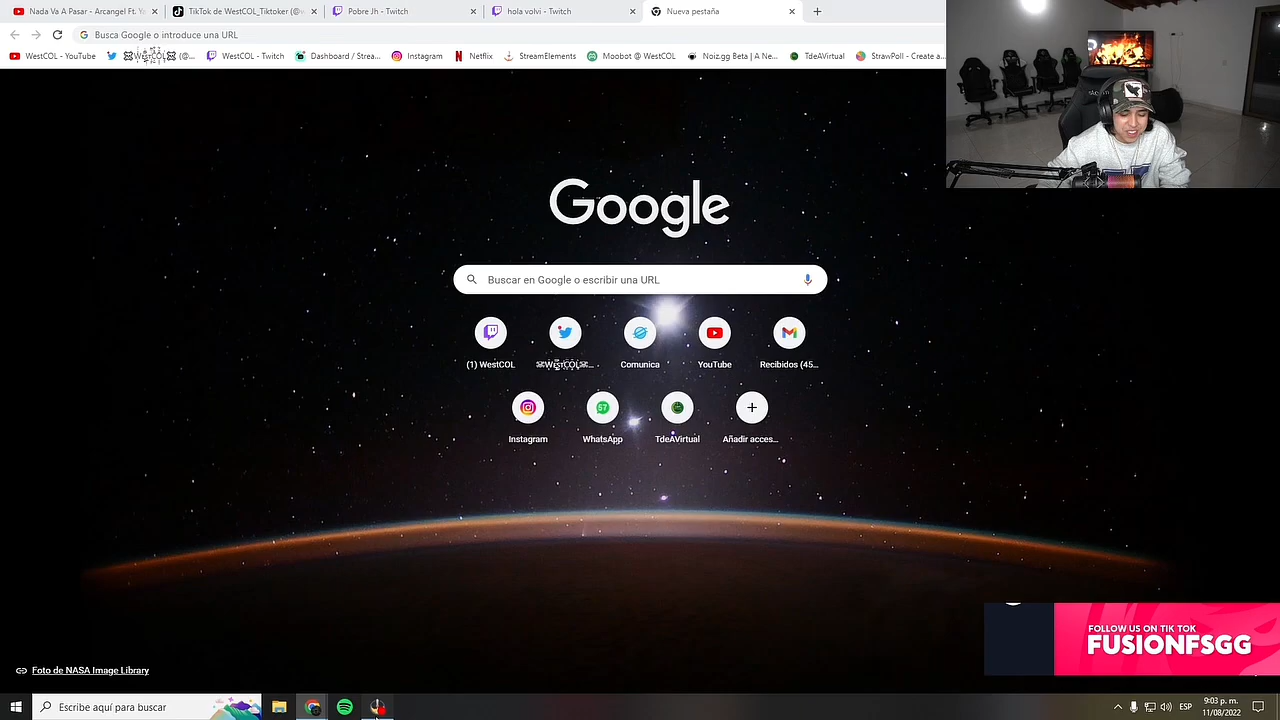 Nada Va A Pasar - Arcangel Ft. Y
TikTok de WestCOL_Tiktoker (@w
Pobre Jh - Twitch
hola volvi - Twitch
Nueva pestaña
Busca Google o introduce una URL
WestCOL - YouTube
WestCOL - Twitch
Dashboard / Strea...
Instagram
Netflix
StreamElements
Moobot @ WestCOL
Noiz.gg Beta | A Ne...
TdeAVirtual
StrawPoll - Create a...
Google
Buscar en Google o escribir una URL
(1) WestCOL
Comunica
YouTube
Recibidos (45...
Instagram
WhatsApp
TdeAVirtual
Añadir acces...
FOLLOW US ON TIK TOK
FUSIONFSGG
Foto de NASA Image Library
Escribe aquí para buscar
ESP
9:03 p. m.
11/08/2022